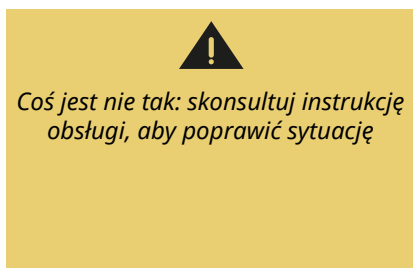 Coś jest nie tak: skonsultuj instrukcję
obsługi, aby poprawić sytuację